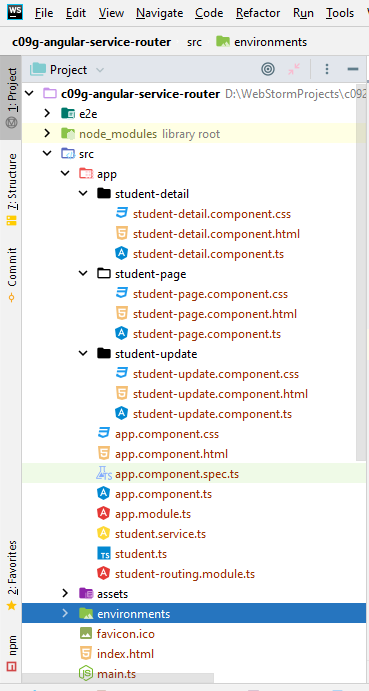 WS File Edit View Navigate Code Refactor Run Tools
c09g-angular-service-router src environments
Project
c09g-angular-service-router D:\WebStormProjects\c092
e2e
node_modules library root
src
app
student-detail
student-detail.component.css
student-detail.component.html
student-detail.component.ts
student-page
student-page.component.css
student-page.component.html
student-page.component.ts
student-update
student-update.component.css
student-update.component.html
student-update.component.ts
app.component.css
app.component.html
TS app.component.spec.ts
app.component.ts
app.module.ts
student.service.ts
TS student.ts
student-routing.module.ts
assets
environments
favicon.ico
index.html
JS main.ts
1: Project
7: Structure
Commit
2: Favorites
npm